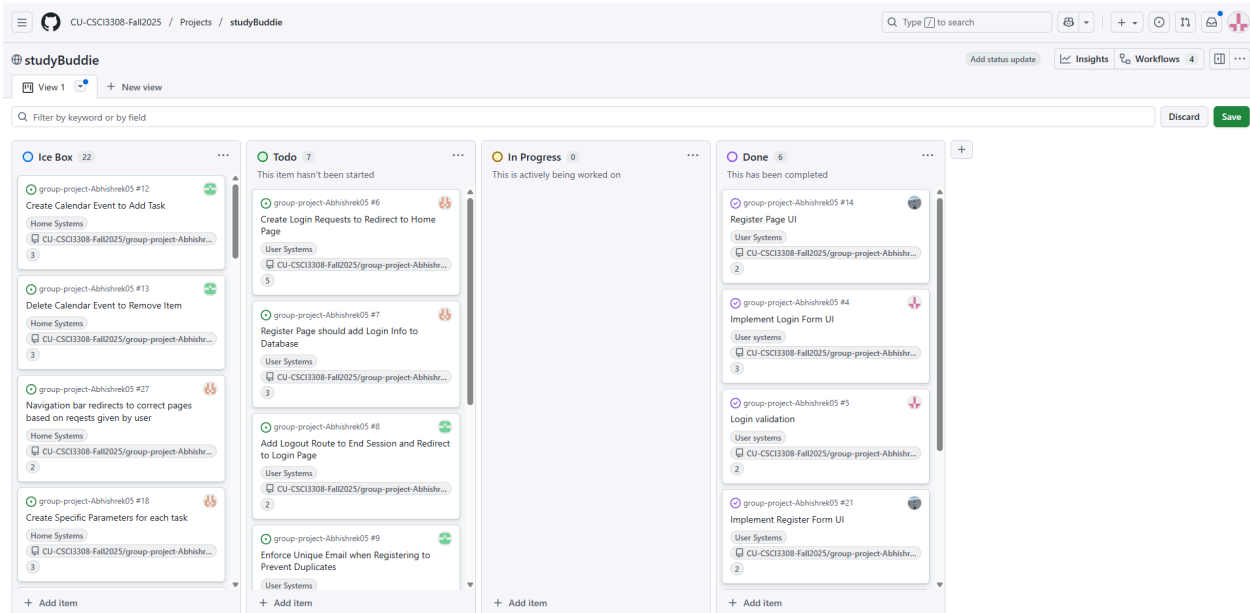 CU-CSCI3308-Fall2025 / Projects / studyBuddie
Type / to search
studyBuddie
Add status update
Insights
Workflows 4
View 1
+ New view
Filter by keyword or by field
Discard
Save
Ice Box 22
group-project-Abhishrek05 #12
Create Calendar Event to Add Task
Home Systems
CU-CSCI3308-Fall2025/group-project-Abhishr...
3
group-project-Abhishrek05 #13
Delete Calendar Event to Remove Item
Home Systems
CU-CSCI3308-Fall2025/group-project-Abhishr...
3
group-project-Abhishrek05 #27
Navigation bar redirects to correct pages
based on reqests given by user
Home Systems
CU-CSCI3308-Fall2025/group-project-Abhishr...
2
group-project-Abhishrek05 #18
Create Specific Parameters for each task
Home Systems
CU-CSCI3308-Fall2025/group-project-Abhishr...
3
+ Add item
Todo 7
This item hasn't been started
group-project-Abhishrek05 #6
Create Login Requests to Redirect to Home
Page
User Systems
CU-CSCI3308-Fall2025/group-project-Abhishr...
5
group-project-Abhishrek05 #7
Register Page should add Login Info to
Database
User Systems
CU-CSCI3308-Fall2025/group-project-Abhishr...
3
group-project-Abhishrek05 #8
Add Logout Route to End Session and Redirect
to Login Page
User Systems
CU-CSCI3308-Fall2025/group-project-Abhishr...
2
group-project-Abhishrek05 #9
Enforce Unique Email when Registering to
Prevent Duplicates
User Systems
+ Add item
In Progress 0
This is actively being worked on
+ Add item
Done 6
This has been completed
group-project-Abhishrek05 #14
Register Page UI
User Systems
CU-CSCI3308-Fall2025/group-project-Abhishr...
2
group-project-Abhishrek05 #4
Implement Login Form UI
User systems
CU-CSCI3308-Fall2025/group-project-Abhishr...
3
group-project-Abhishrek05 #5
Login validation
User systems
CU-CSCI3308-Fall2025/group-project-Abhishr...
2
group-project-Abhishrek05 #21
Implement Register Form UI
User Systems
CU-CSCI3308-Fall2025/group-project-Abhishr...
2
+ Add item